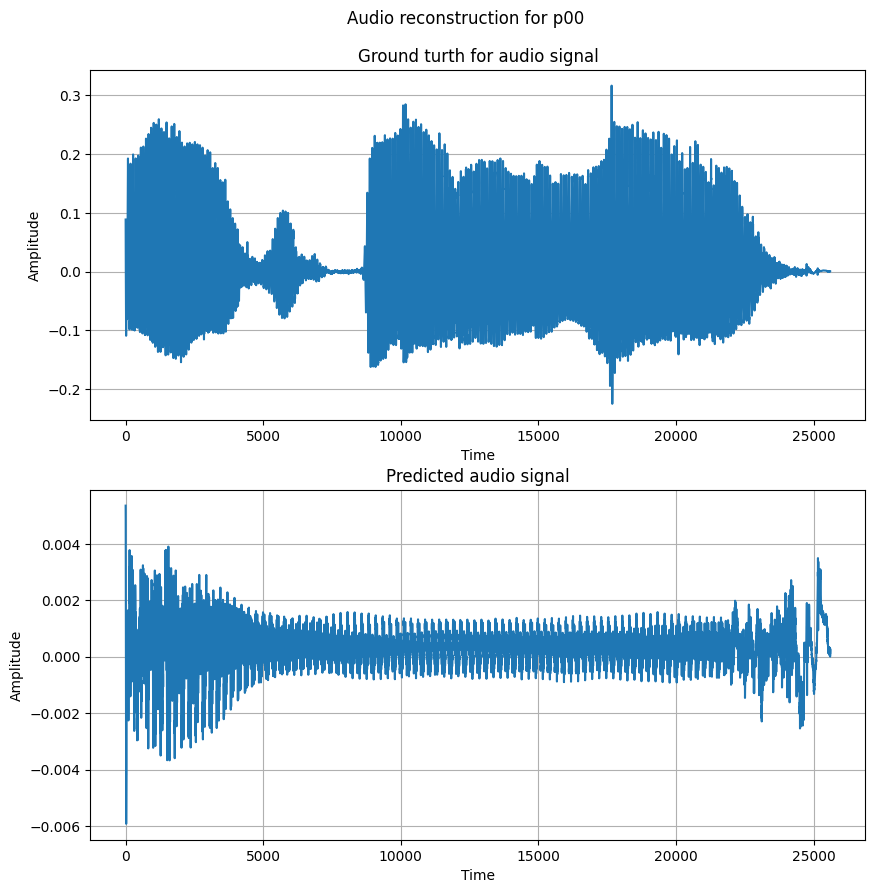 Audio reconstruction for p00
Ground turth for audio signal
0.3
0.2
0.1
0.0
−0.1
−0.2
Amplitude
0 5000 10000 15000 20000 25000
Time
Predicted audio signal
0.004
0.002
0.000
−0.002
−0.004
−0.006
Amplitude
0 5000 10000 15000 20000 25000
Time